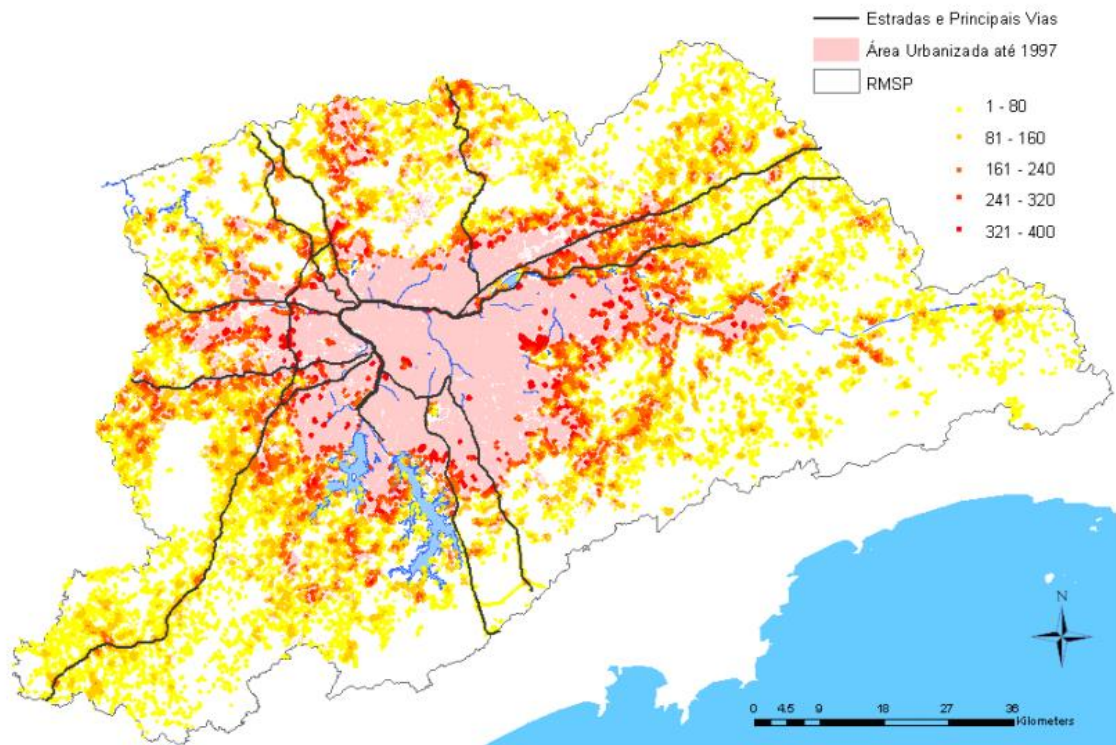 Estradas e Principais Vias
Área Urbanizada até 1997
RMSP
1 - 80
81 - 160
161 - 240
241 - 320
321 - 400
N
0 4.5 9 18 27 36
Kilometers